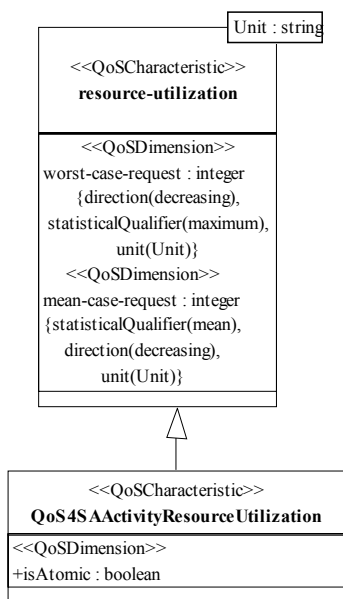 Unit : string
<<QoSCharacteristic>>
resource-utilization
<<QoSDimension>>
worst-case-request : integer
{direction(decreasing),
statisticalQualifier(maximum),
unit(Unit)}
<<QoSDimension>>
mean-case-request : integer
{statisticalQualifier(mean),
direction(decreasing),
unit(Unit)}
<<QoSCharacteristic>>
QoS4SAActivityResourceUtilization
<<QoSDimension>>
+isAtomic : boolean